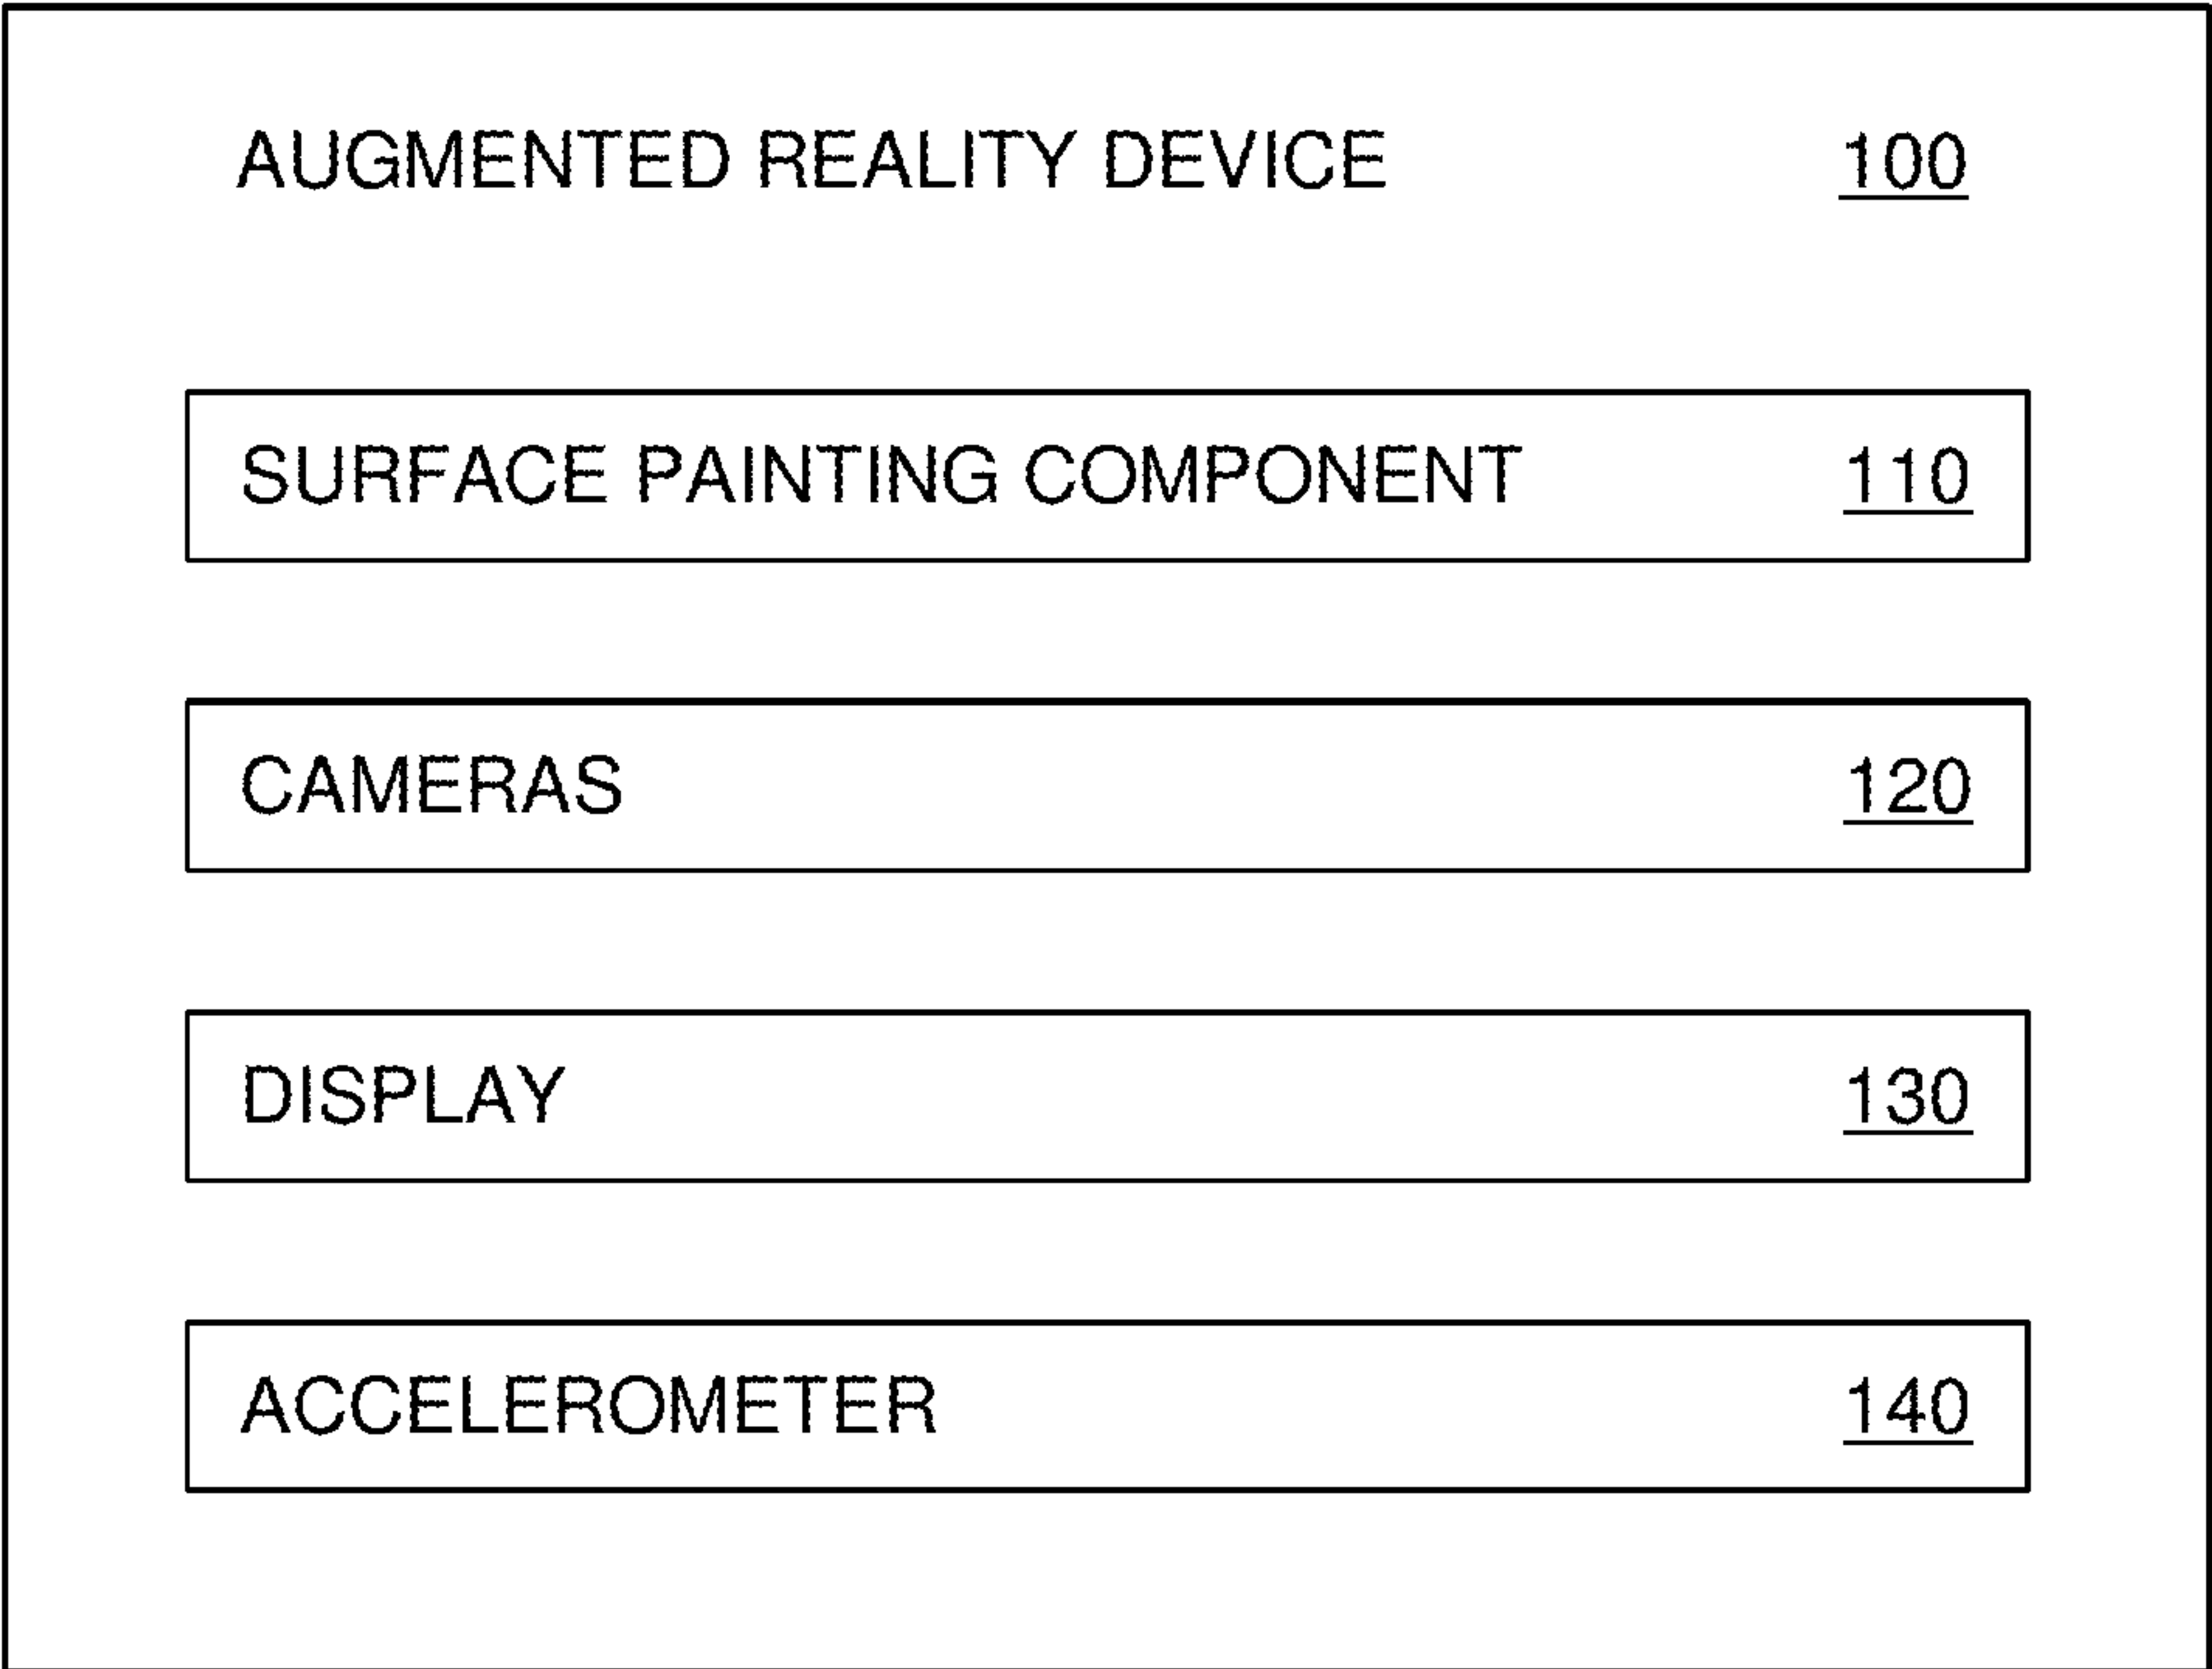 AUGMENTED REALITY DEVICE 100
SURFACE PAINTING COMPONENT 110
CAMERAS 120
DISPLAY 130
ACCELEROMETER 140